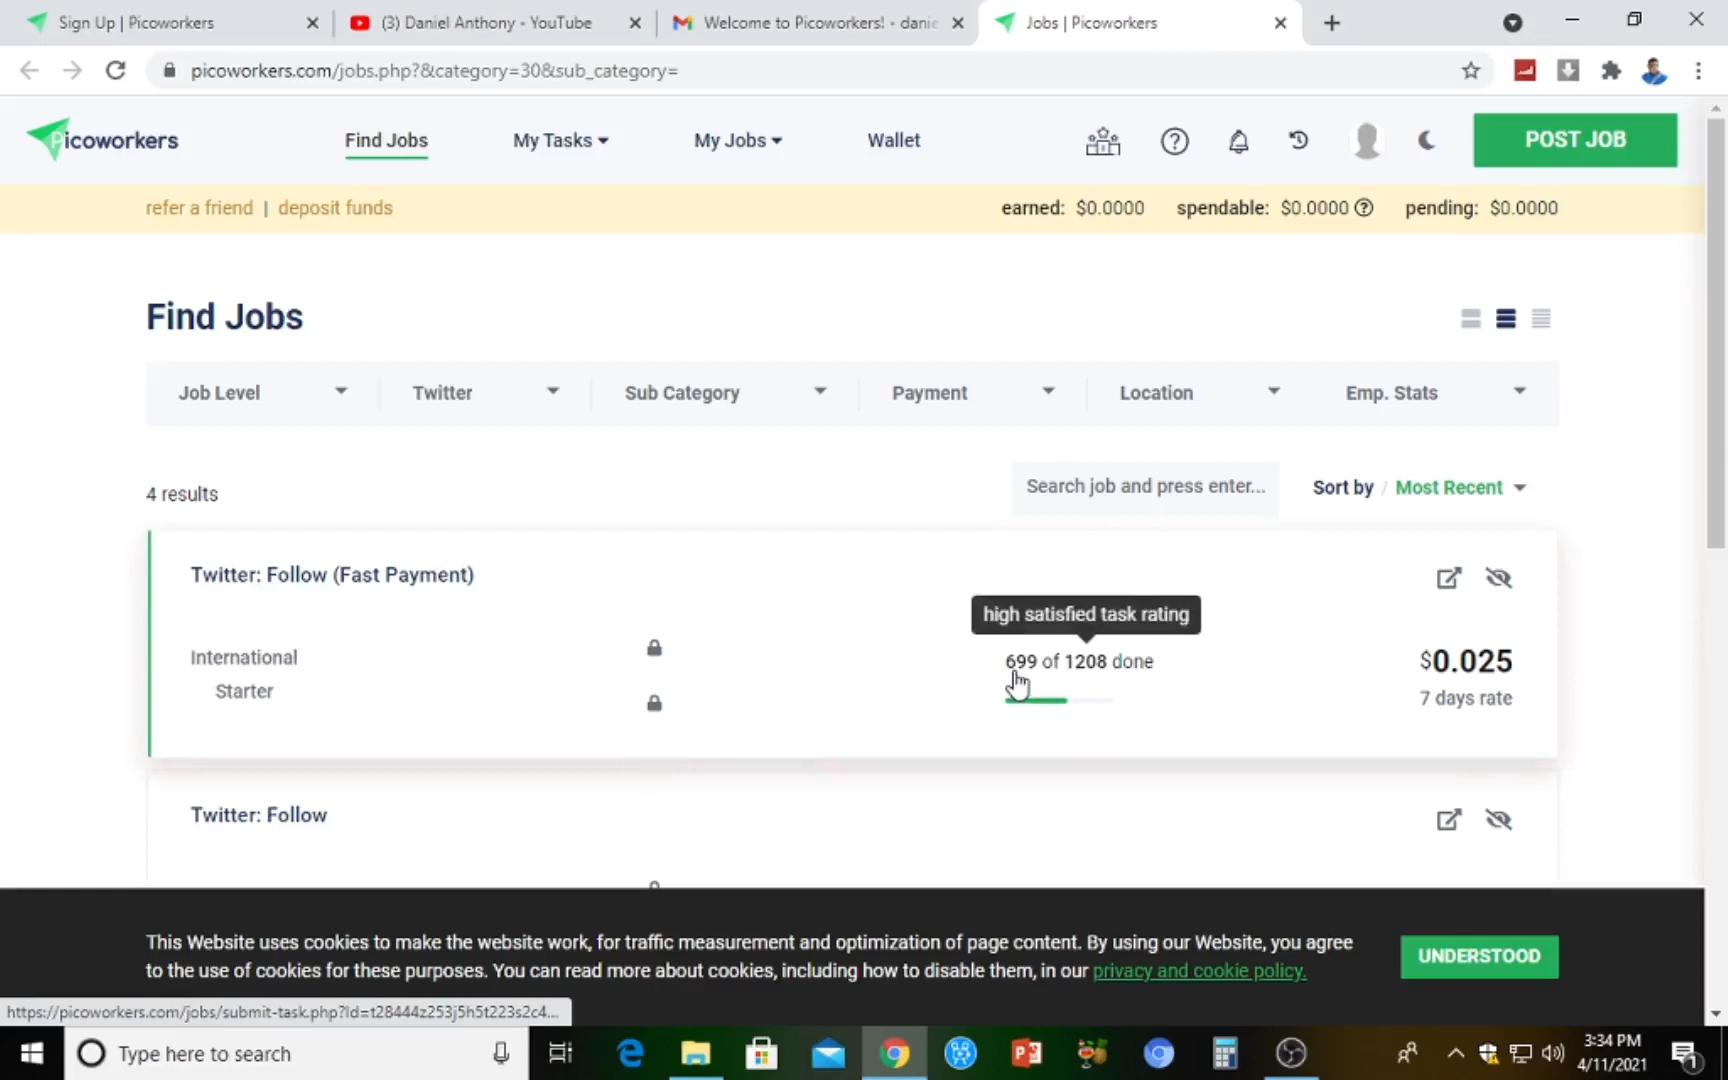 Sign Up | Picoworkers
(3) Daniel Anthony - YouTube
Welcome to Picoworkers! - danie
Jobs | Picoworkers
picoworkers.com/jobs.php?&category=30&sub_category=
picoworkers
Find Jobs
My Tasks
My Jobs
Wallet
POST JOB
refer a friend | deposit funds
earned: $0.0000
spendable: $0.0000
pending: $0.0000
Find Jobs
Job Level
Twitter
Sub Category
Payment
Location
Emp. Stats
4 results
Search job and press enter...
Sort by / Most Recent
Twitter: Follow (Fast Payment)
high satisfied task rating
International
Starter
699 of 1208 done
$0.025
7 days rate
Twitter: Follow
This Website uses cookies to make the website work, for traffic measurement and optimization of page content. By using our Website, you agree
to the use of cookies for these purposes. You can read more about cookies, including how to disable them, in our privacy and cookie policy.
UNDERSTOOD
https://picoworkers.com/jobs/submit-task.php?Id=t28444z253j5h5t223s2c4...
Type here to search
3:34 PM
4/11/2021
1